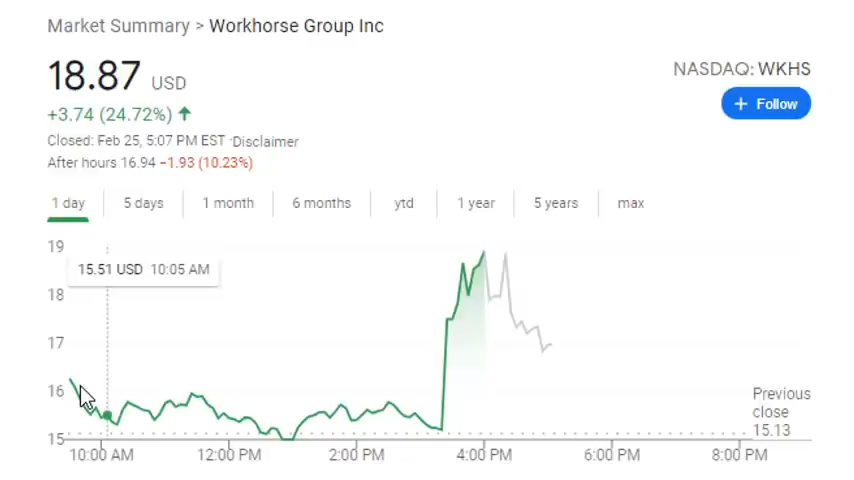 Market Summary > Workhorse Group Inc
18.87 USD
NASDAQ: WKHS
+3.74 (24.72%) ↑
+ Follow
Closed: Feb 25, 5:07 PM EST ·Disclaimer
After hours 16.94 −1.93 (10.23%)
1 day 5 days 1 month 6 months ytd 1 year 5 years max
19
15.51 USD 10:05 AM
18
17
16
Previous
close
15.13
15
10:00 AM 12:00 PM 2:00 PM 4:00 PM 6:00 PM 8:00 PM